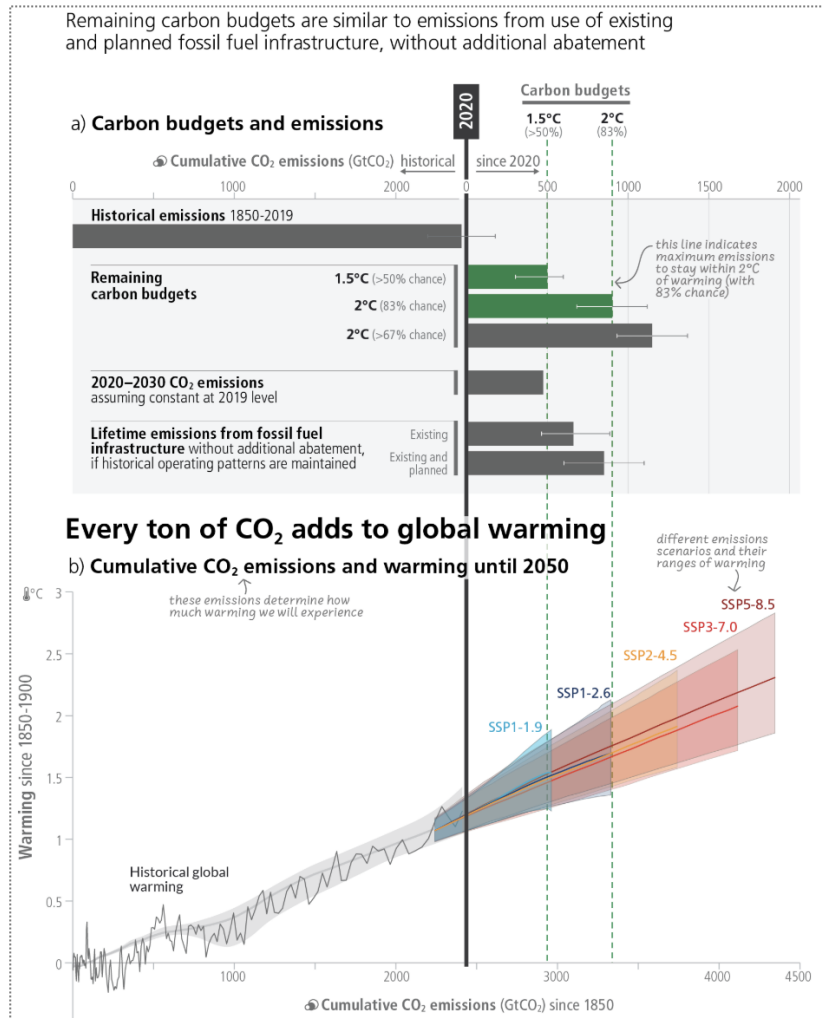 Remaining carbon budgets are similar to emissions from use of existing
and planned fossil fuel infrastructure, without additional abatement
2020
Carbon budgets
1.5°C
(>50%)
2°C
(83%)
a) Carbon budgets and emissions
Cumulative CO₂ emissions (GtCO₂)
historical
since 2020
0
1000
2000
0
500
1000
1500
2000
Historical emissions 1850-2019
this line indicates
maximum emissions
to stay within 2°C
of warming (with
83% chance)
Remaining
carbon budgets
1.5°C (>50% chance)
2°C (83% chance)
2°C (>67% chance)
2020–2030 CO₂ emissions
assuming constant at 2019 level
Lifetime emissions from fossil fuel
infrastructure without additional abatement,
if historical operating patterns are maintained
Existing
Existing and
planned
Every ton of CO₂ adds to global warming
b) Cumulative CO₂ emissions and warming until 2050
these emissions determine how
much warming we will experience
different emissions
scenarios and their
ranges of warming
°C
3
2.5
2
1.5
1
0.5
0
Warming since 1850-1900
SSP5-8.5
SSP3-7.0
SSP2-4.5
SSP1-2.6
SSP1-1.9
Historical global
warming
1000
2000
3000
4000
4500
Cumulative CO₂ emissions (GtCO₂) since 1850